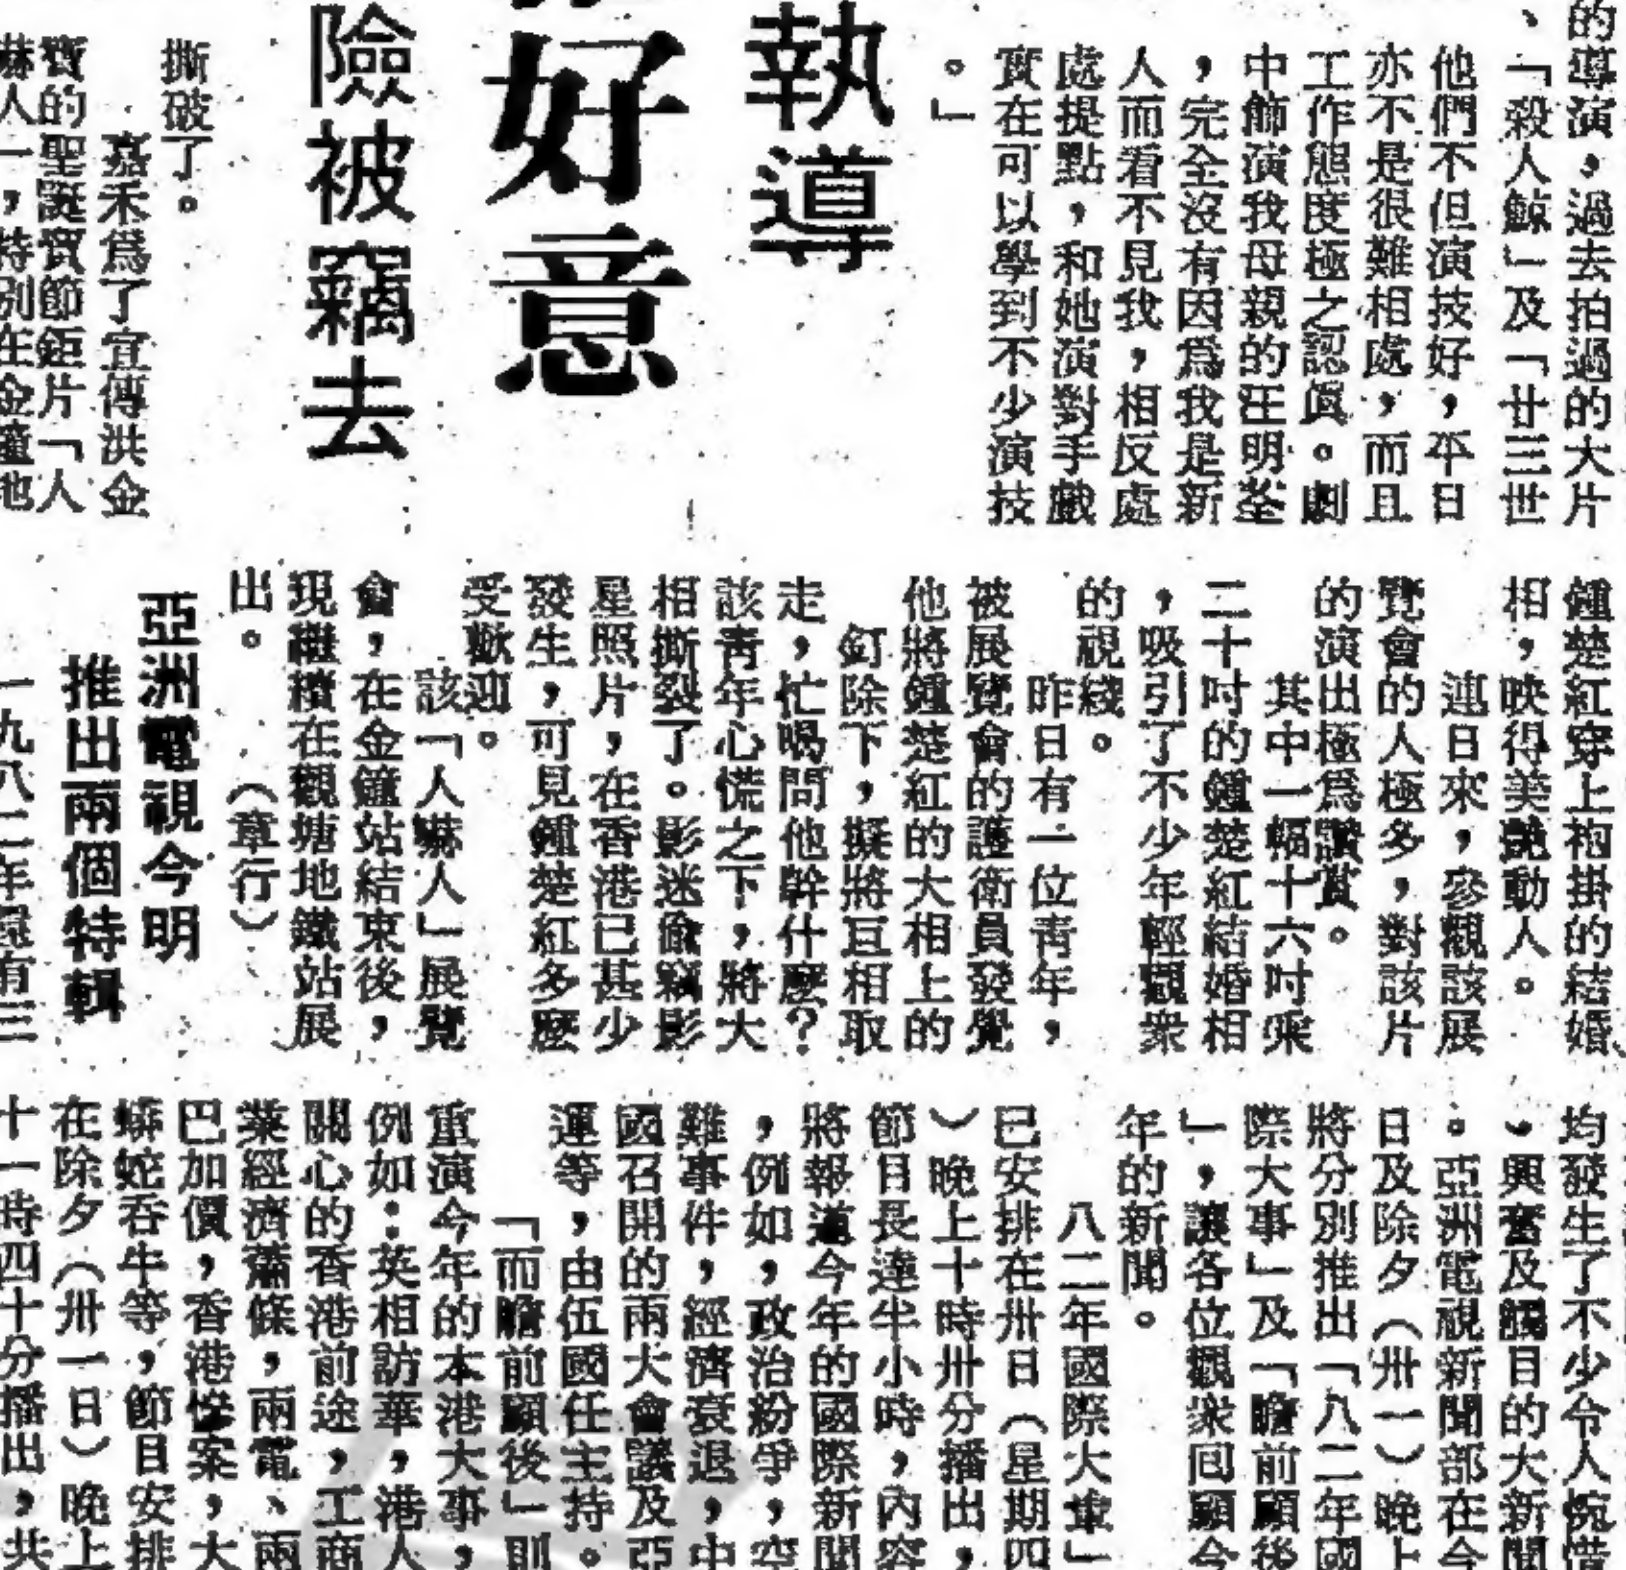 的導演，過去拍過的大片
、「殺人鯨」及「廿三世
他們不但演技好，平日
亦不是很難相處，而且
工作態度極之認眞。劇
中飾演我母親的汪明荃
，完全沒有因爲我是新
人而看不見我，相反處
處提點，和她演對手戲
實在可以學到不少演技
。」
執導
好意
險被竊去
撕破了。
嘉禾爲了宣傳洪金
寶的聖誕賀節鉅片「人
嚇人」，特別在金鐘地
鍾楚紅穿上袍掛的結婚
相，映得美艷動人。
連日來，參觀該展
覽會的人極多，對該片
的演出極爲讚賞。
其中一幅十六吋乘
二十吋的鍾楚紅結婚相
，吸引了不少年輕觀衆
的視綫。
昨日有一位青年，
被展覽會的護衛員發覺
他將鍾楚紅的大相上的
釘除下，擬將巨相取
走，忙喝問他幹什麼？
該青年心慌之下，將大
相撕裂了。影迷偷竊影
星照片，在香港已甚少
發生，可見鍾楚紅多麼
受歡迎。
該「人嚇人」展覽
會，在金鐘站結束後，
現繼續在觀塘地鐵站展
出。（章行）
亞洲電視今明
推出兩個特輯
一九八二年還有三
均發生了不少令人惋惜
、興奮及觸目的大新聞
。亞洲電視新聞部在今
日及除夕（卅一）晚上
將分別推出「八二年國
際大事」及「瞻前顧後
」，讓各位觀衆回顧今
年的新聞。
八二年國際大事」
已安排在卅日（星期四
）晚上十時卅分播出，
節目長達半小時，內容
將報道今年的國際新聞
，例如，政治紛爭，空
難事件，經濟衰退，中
國召開的兩大會議及亞
運等，由伍國任主持。
「而瞻前顧後」則
重演今年的本港大事，
例如：英相訪華，港人
關心的香港前途，工商
業經濟蕭條，兩電、兩
巴加價，香港悅案，大
蟒蛇吞牛等，節目安排
在除夕（卅一日）晚上
十一時四十分播出，共